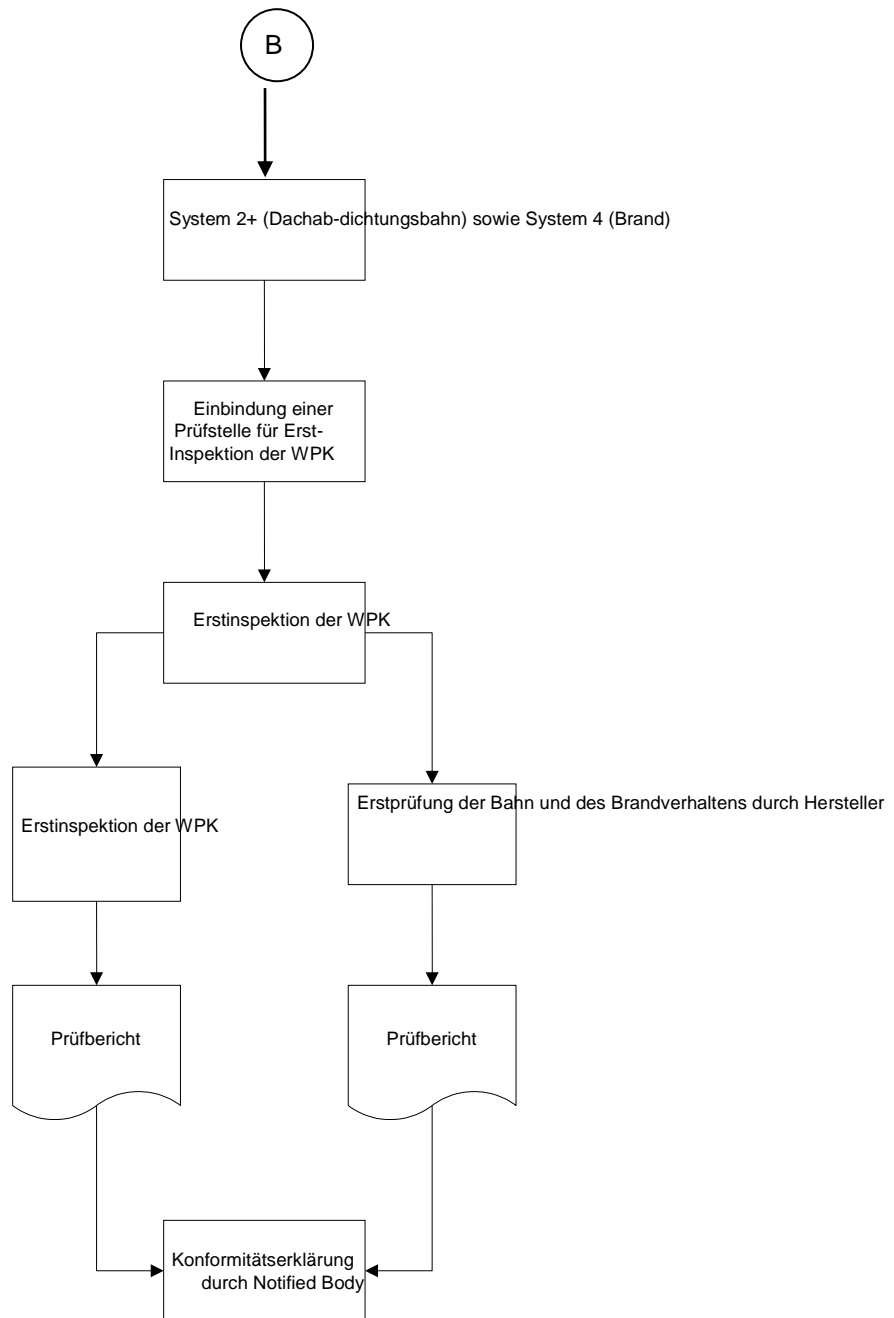 B
System 2+ (Dachab-dichtungsbahn) sowie System 4 (Brand)
Einbindung einer
Prüfstelle für Erst-
Inspektion der WPK
Erstinspektion der WPK
Erstinspektion der WPK
Erstprüfung der Bahn und des Brandverhaltens durch Hersteller
Prüfbericht
Prüfbericht
Konformitätserklärung
durch Notified Body